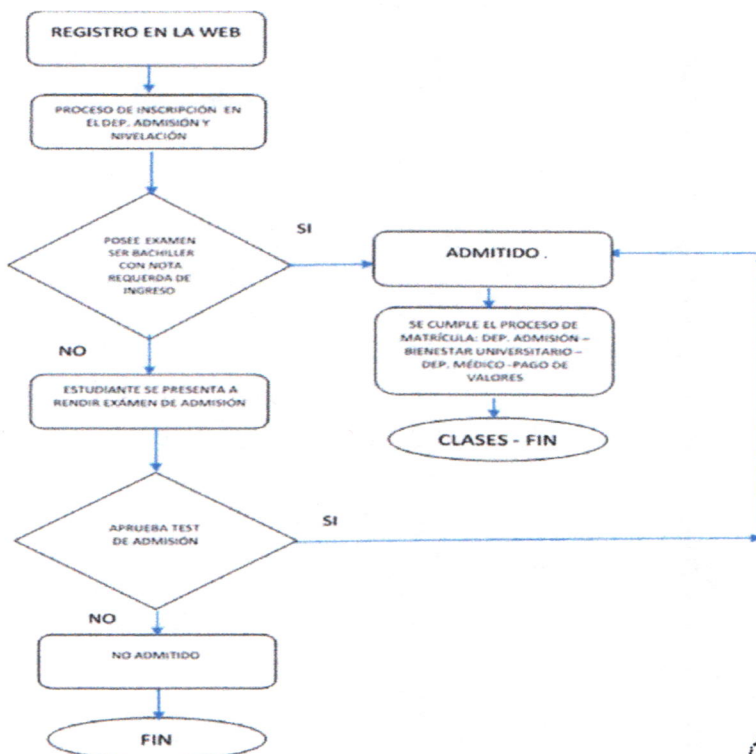 REGISTRO EN LA WEB
PROCESO DE INSCRIPCIÓN EN
EL DEP. ADMISIÓN Y
NIVELACIÓN
POSEE EXAMEN
SER BACHILLER
CON NOTA
REQUERDA DE
INGRESO
SI
ADMITIDO .
SE CUMPLE EL PROCESO DE
MATRÍCULA: DEP. ADMISIÓN –
BIENESTAR UNIVERSITARIO –
DEP. MÉDICO -PAGO DE
VALORES
CLASES - FIN
NO
ESTUDIANTE SE PRESENTA A
RENDIR EXAMEN DE ADMISIÓN
APRUEBA TEST
DE ADMISIÓN
SI
NO
NO ADMITIDO
FIN